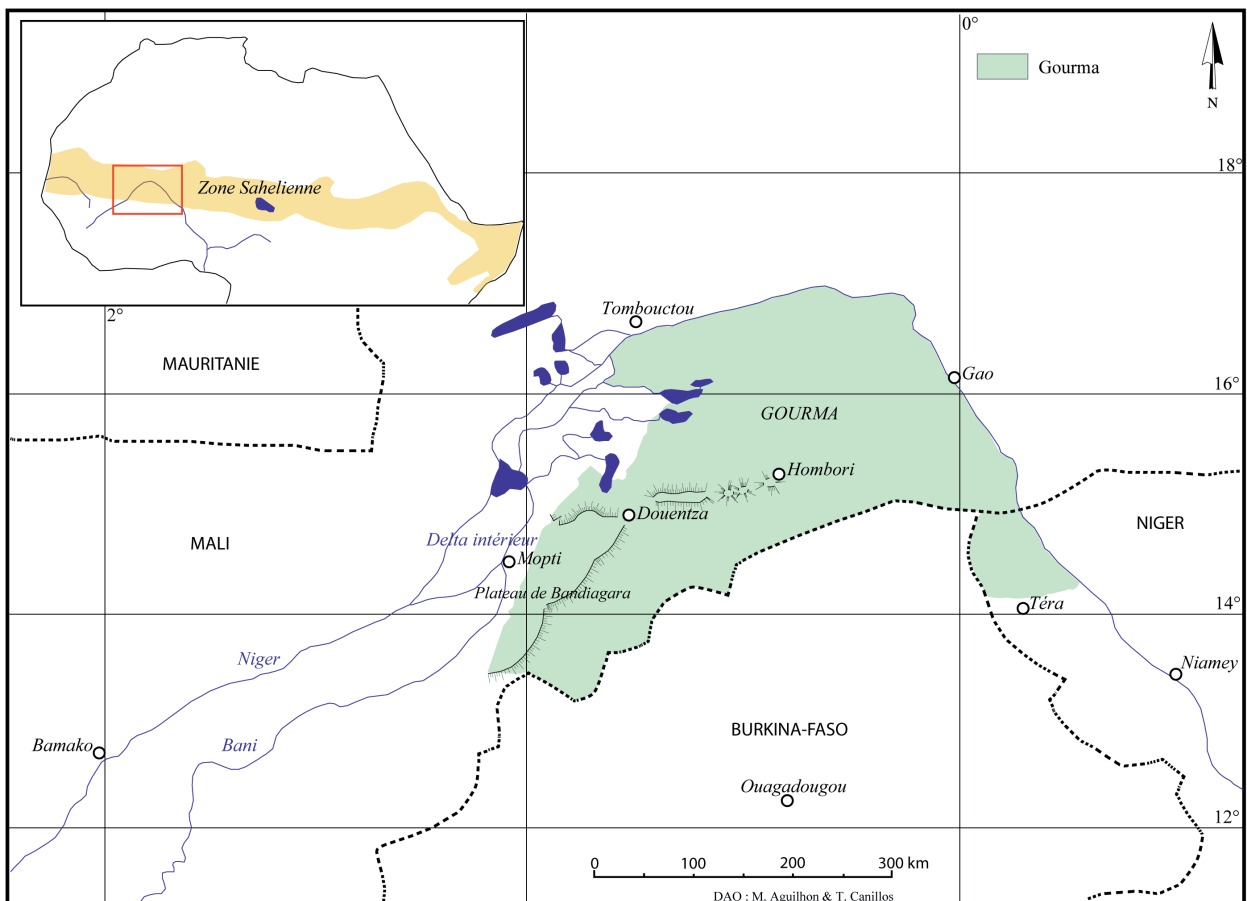 0°
Gourma
N
18°
Zone Sahelienne
2°
Tombouctou
MAURITANIE
Gao
16°
GOURMA
Hombori
Douentza
NIGER
MALI
Delta intérieur
Mopti
Plateau de Bandiagara
Téra
14°
Niger
Niamey
Bamako
Bani
BURKINA-FASO
Ouagadougou
12°
0 100 200 300 km
DAO : M. Aguilhon & T. Canillos